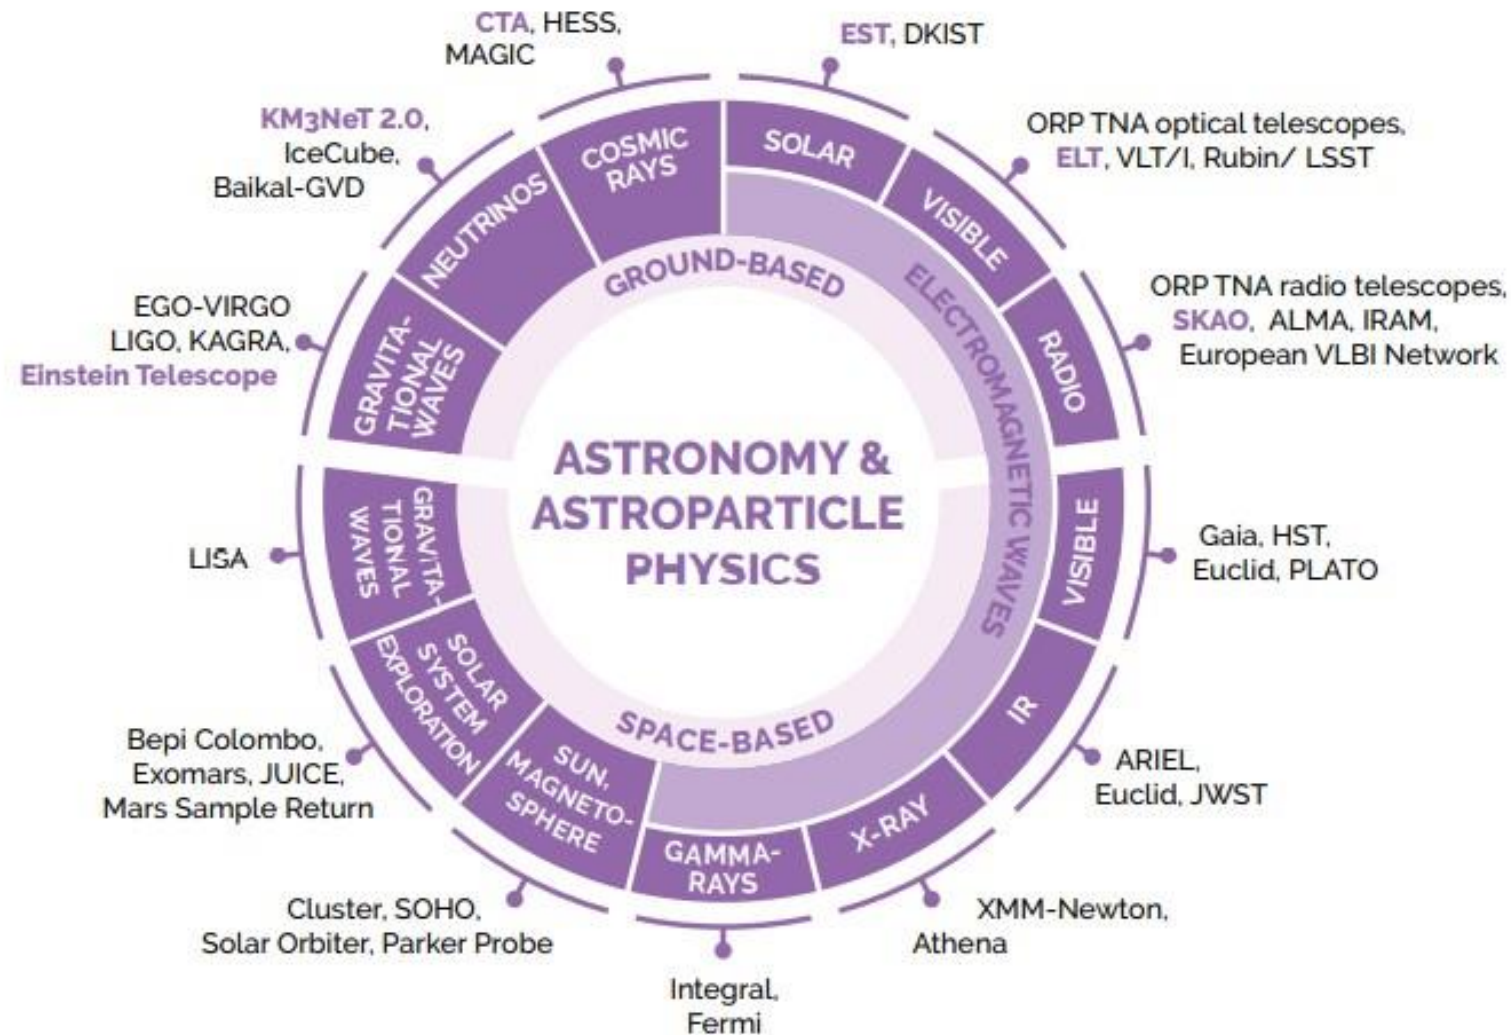 CTA, HESS,
MAGIC
EST, DKIST
KM3NeT 2.0,
IceCube,
Baikal-GVD
ORP TNA optical telescopes,
ELT, VLT/I, Rubin/ LSST
EGO-VIRGO
LIGO, KAGRA,
Einstein Telescope
ORP TNA radio telescopes,
SKAO, ALMA, IRAM,
European VLBI Network
COSMIC
RAYS
SOLAR
NEUTRINOS
VISIBLE
GRAVITA-
TIONAL
WAVES
RADIO
GROUND-BASED
ELECTROMAGNETIC WAVES
ASTRONOMY &
ASTROPARTICLE
PHYSICS
SPACE-BASED
GRAVITA-
TIONAL
WAVES
VISIBLE
SOLAR
SYSTEM
EXPLORATION
IR
SUN,
MAGNETO-
SPHERE
GAMMA-
RAYS
X-RAY
LISA
Gaia, HST,
Euclid, PLATO
Bepi Colombo,
Exomars, JUICE,
Mars Sample Return
ARIEL,
Euclid, JWST
Cluster, SOHO,
Solar Orbiter, Parker Probe
XMM-Newton,
Athena
Integral,
Fermi